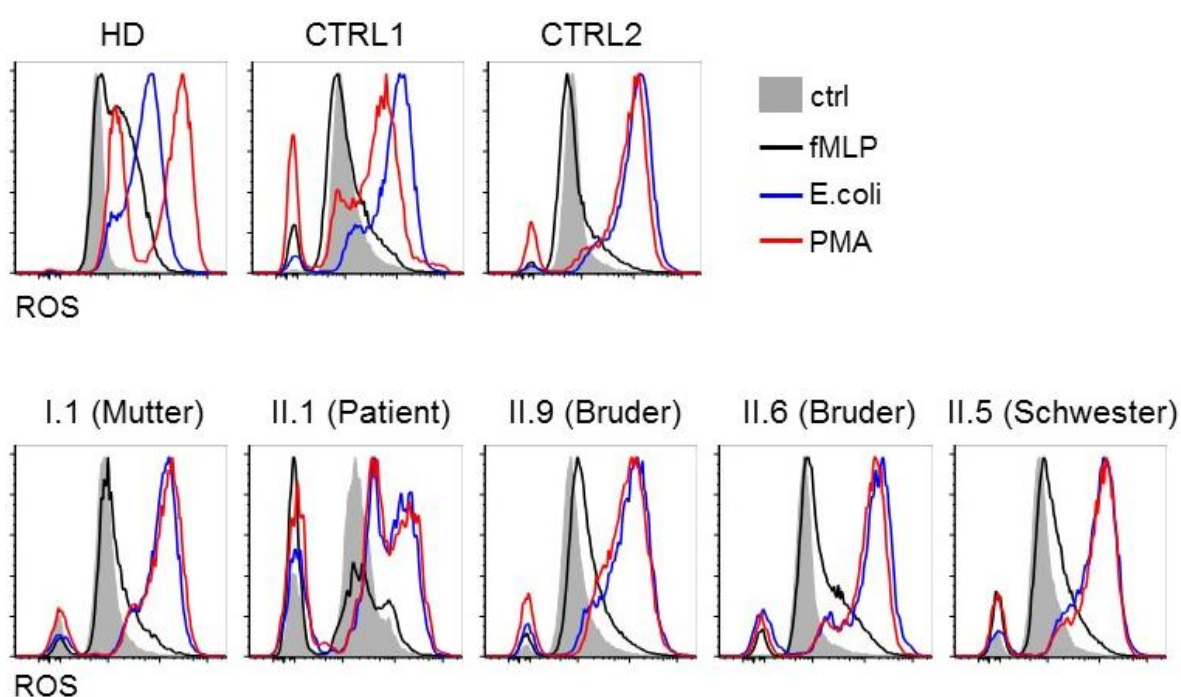 HD CTRL1 CTRL2
ctrl
fMLP
E.coli
PMA
ROS
I.1 (Mutter) II.1 (Patient) II.9 (Bruder) II.6 (Bruder) II.5 (Schwester)
ROS